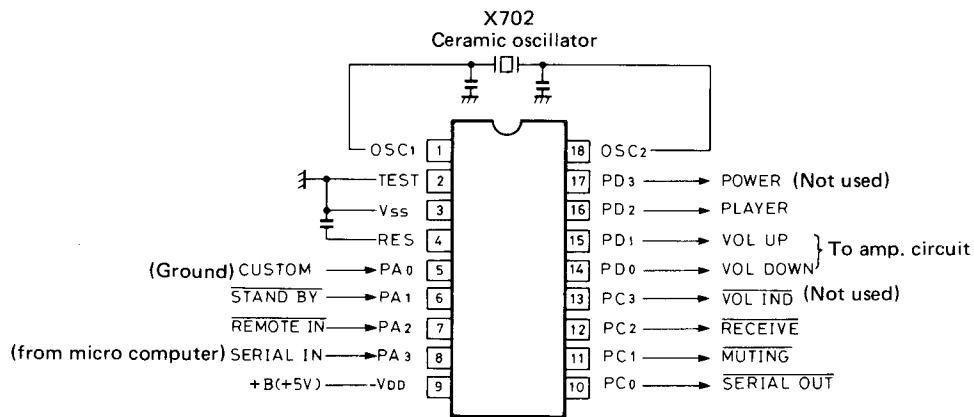 X702
Ceramic oscillator
OSC1 1 18 OSC2
TEST 2 17 PD3 POWER (Not used)
Vss 3 16 PD2 PLAYER
RES 4 15 PD1 VOL UP
To amp. circuit
(Ground) CUSTOM PA0 5 14 PD0 VOL DOWN
STAND BY PA1 6 13 PC3 VOL IND (Not used)
REMOTE IN PA2 7 12 PC2 RECEIVE
(from micro computer) SERIAL IN PA3 8 11 PC1 MUTING
+B(+5V) -VDD 9 10 PC0 SERIAL OUT